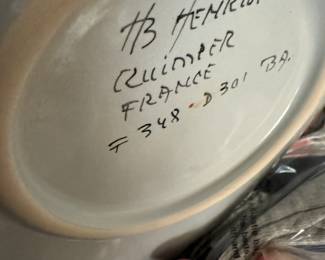 HB HENRIOT
QUIMPER
FRANCE
F 348 . D 301 BA.